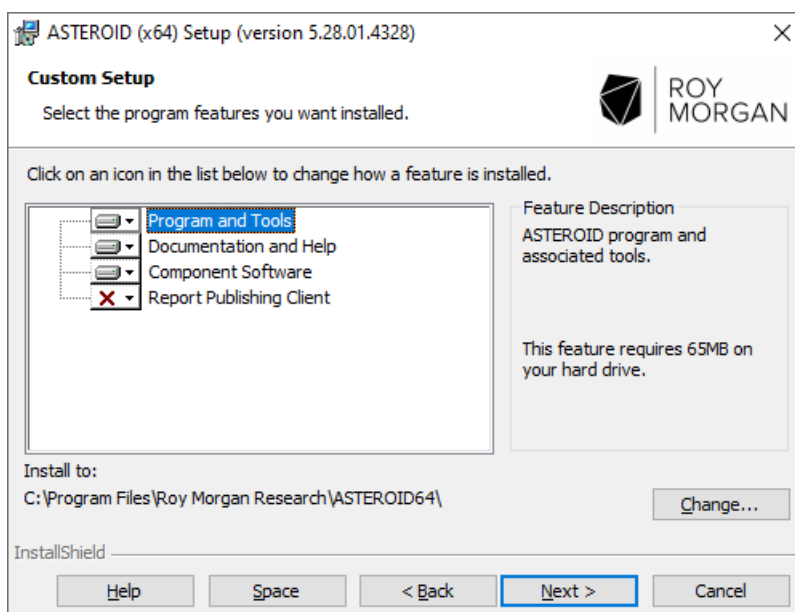 ASTEROID (x64) Setup (version 5.28.01.4328)
Custom Setup
Select the program features you want installed.
ROY
MORGAN
Click on an icon in the list below to change how a feature is installed.
Program and Tools
Documentation and Help
Component Software
Report Publishing Client
Feature Description
ASTEROID program and
associated tools.
This feature requires 65MB on
your hard drive.
Install to:
C:\Program Files\Roy Morgan Research\ASTEROID64\
Change...
InstallShield
Help
Space
< Back
Next >
Cancel